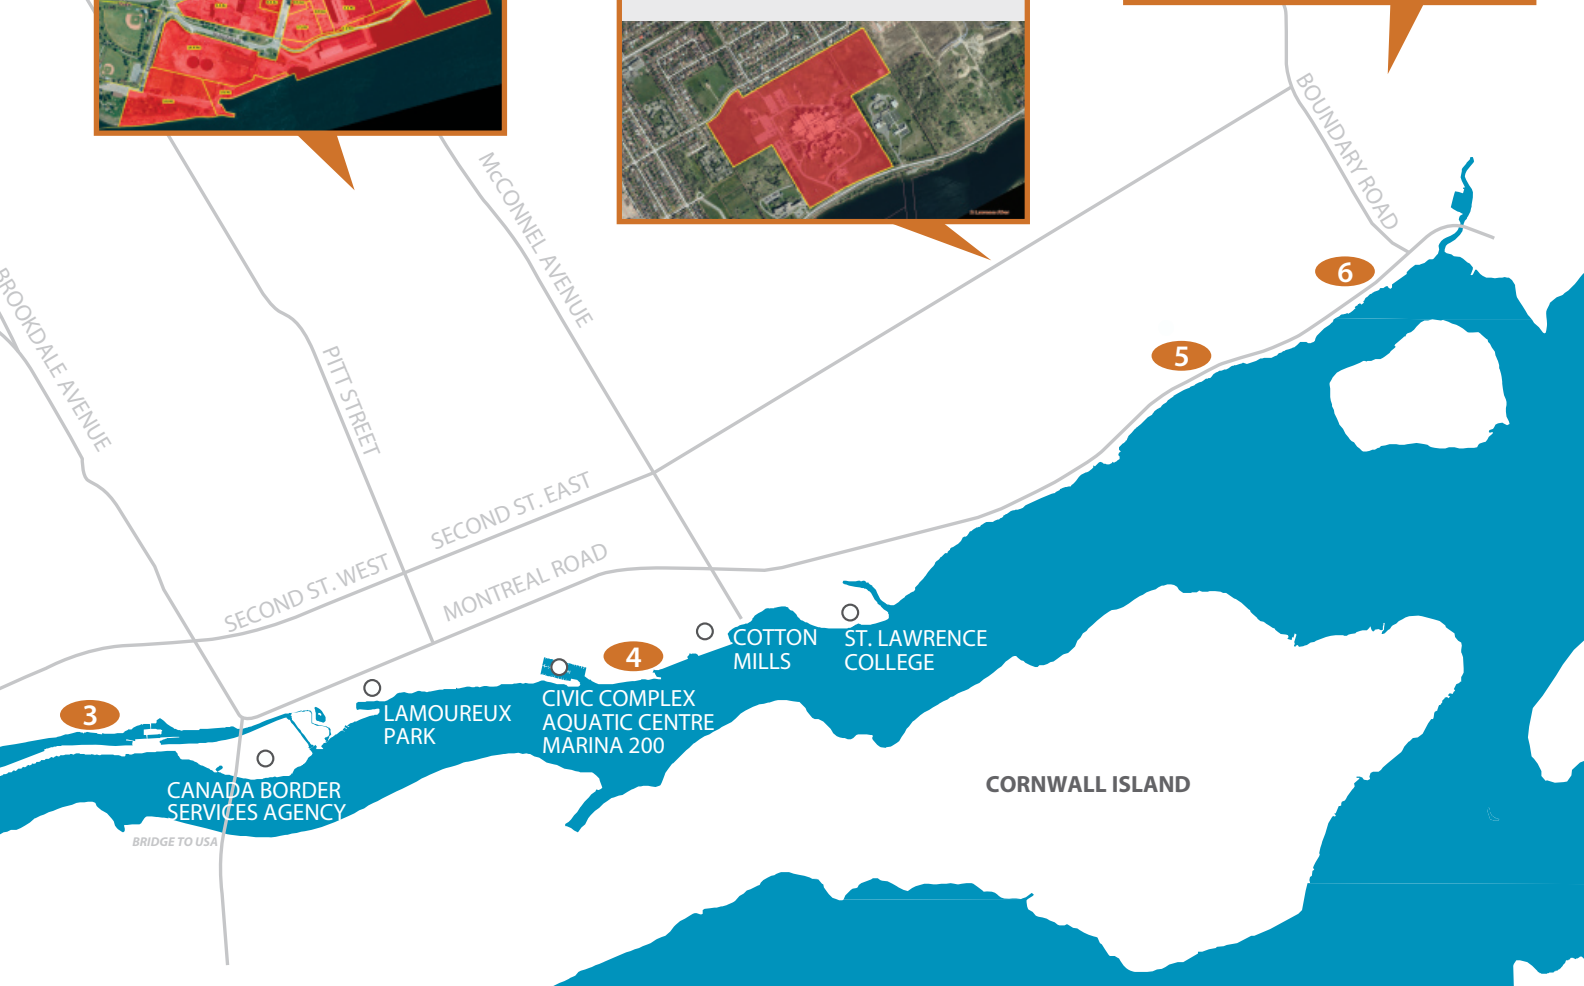 BOUNDARY ROAD
McCONNEL AVENUE
BROOKDALE AVENUE
PITT STREET
6
5
SECOND ST. EAST
SECOND ST. WEST
MONTREAL ROAD
4
3
COTTON
MILLS
ST. LAWRENCE
COLLEGE
LAMOUREUX
PARK
CIVIC COMPLEX
AQUATIC CENTRE
MARINA 200
CANADA BORDER
SERVICES AGENCY
BRIDGE TO USA
CORNWALL ISLAND